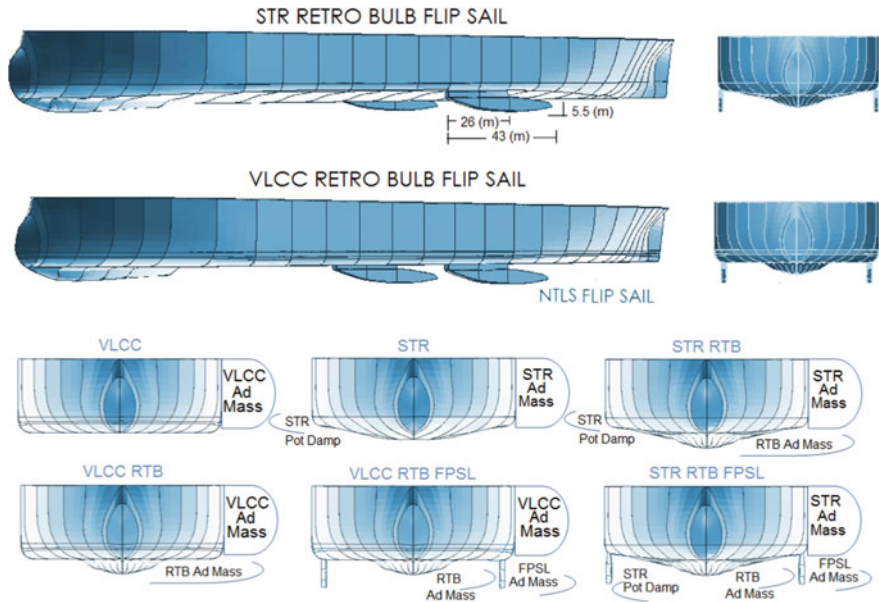 STR RETRO BULB FLIP SAIL
5.5 (m)
26 (m)
43 (m)
VLCC RETRO BULB FLIP SAIL
NTLS FLIP SAIL
VLCC
STR
STR RTB
VLCC
Ad
Mass
STR
Pot Damp
STR
Ad
Mass
STR
Pot Damp
STR
Ad
Mass
RTB Ad Mass
VLCC RTB
VLCC RTB FPSL
STR RTB FPSL
VLCC
Ad
Mass
RTB Ad Mass
VLCC
Ad
Mass
RTB
Ad Mass
FPSL
Ad Mass
STR
Ad
Mass
STR
Pot Damp
RTB
Ad Mass
FPSL
Ad Mass